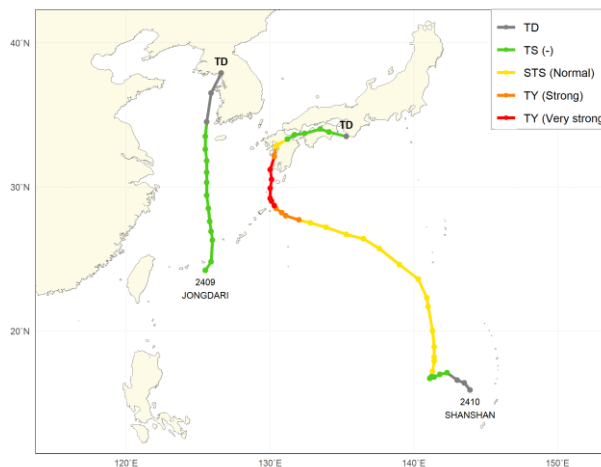 TD
TS (-)
STS (Normal)
TY (Strong)
TY (Very strong
40°N
30°N
20°N
120°E
130°E
140°E
150°E
TD
TD
2409
JONGDARI
2410
SHANSHAN